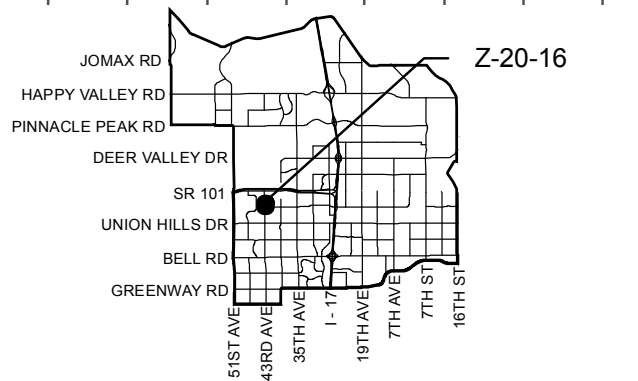 JOMAX RD
Z-20-16
HAPPY VALLEY RD
PINNACLE PEAK RD
DEER VALLEY DR
SR 101
UNION HILLS DR
BELL RD
GREENWAY RD
51ST AVE
43RD AVE
35TH AVE
I - 17
19TH AVE
7TH AVE
7TH ST
16TH ST